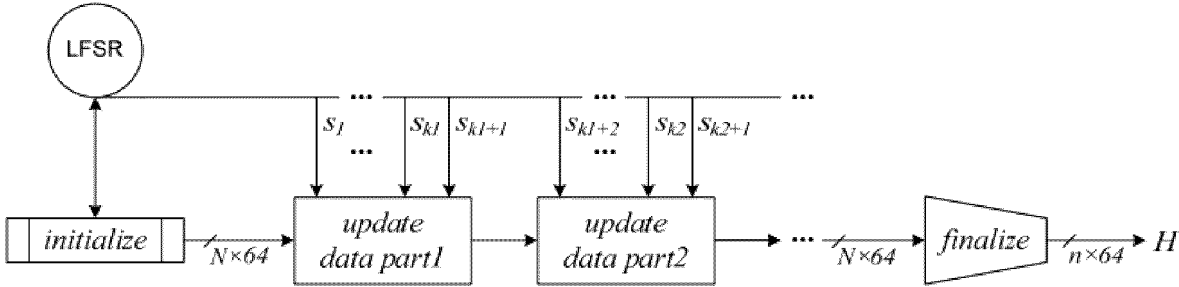 LFSR
... ... ...
s1 ... sk1 sk1+1 sk1+2 ... sk2 sk2+1
initialize N×64 update data part1 update data part2 ... N×64 finalize n×64 H